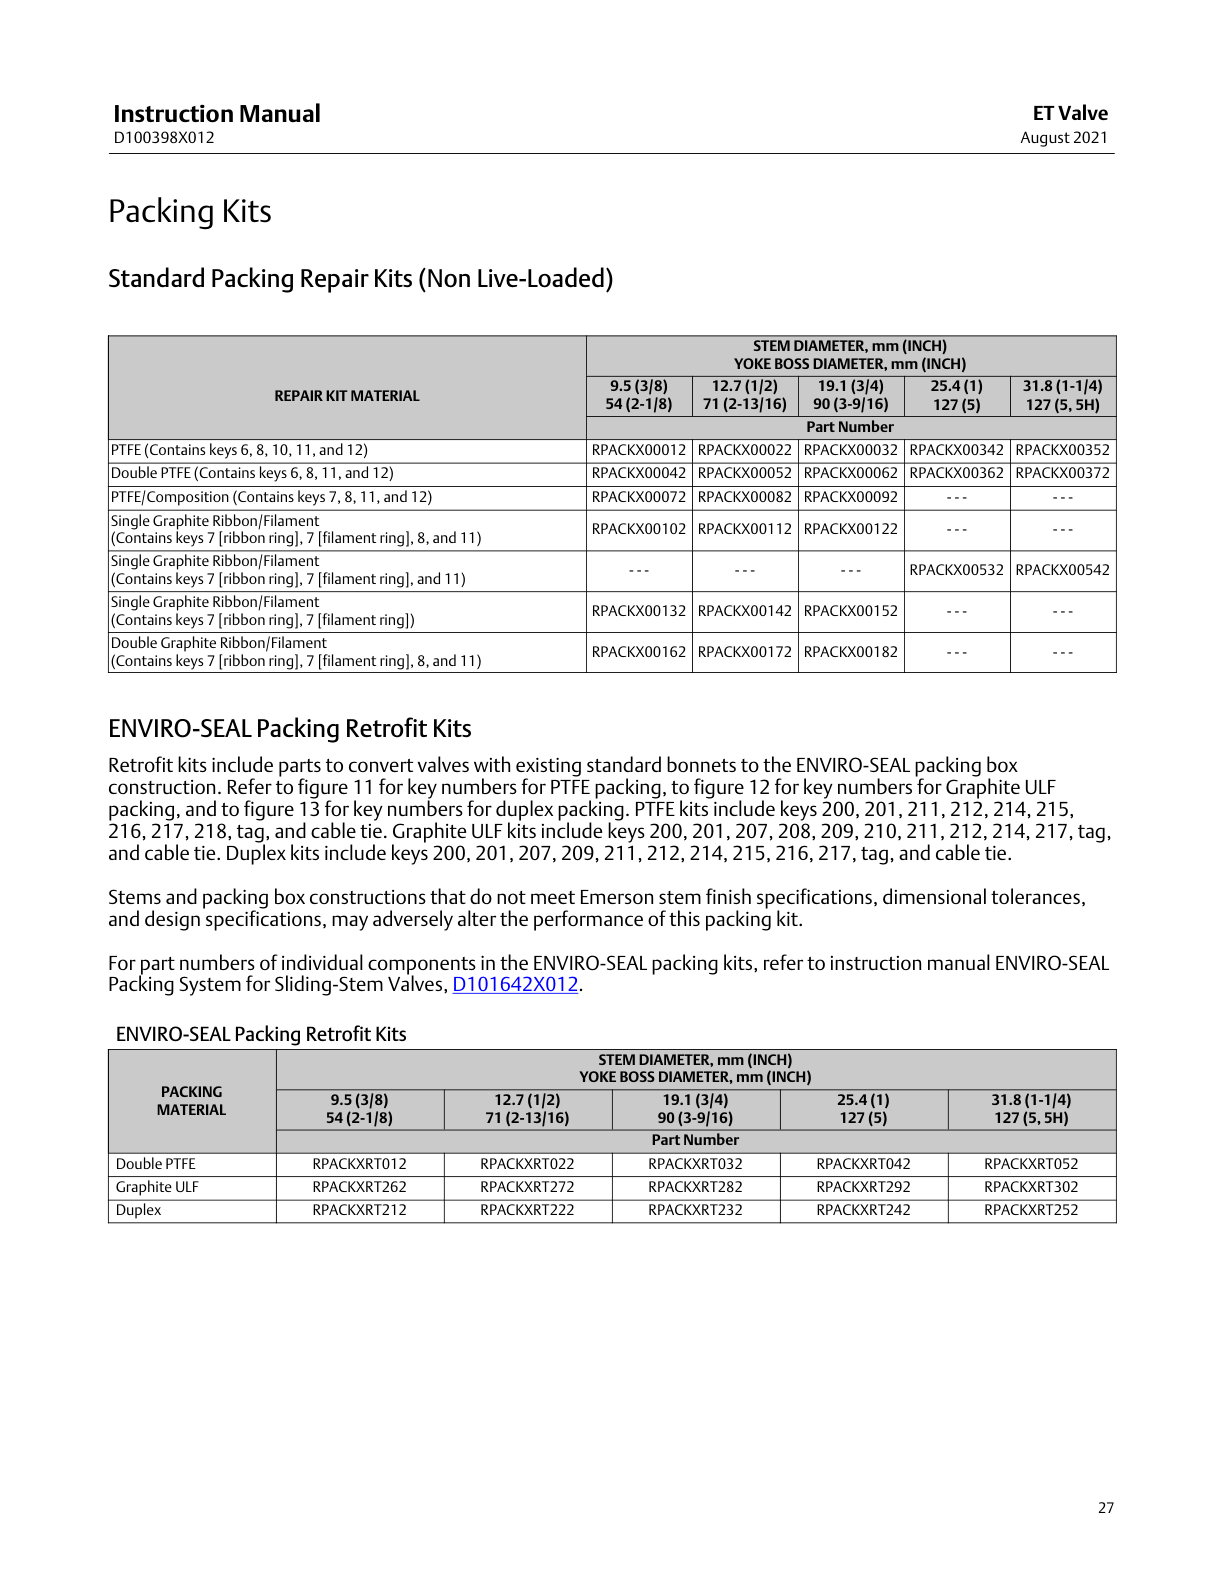 Instruction Manual
D100398X012
ET Valve
August 2021
Packing Kits
Standard Packing Repair Kits (Non Live-Loaded)
REPAIR KIT MATERIAL
STEM DIAMETER, mm (INCH)
YOKE BOSS DIAMETER, mm (INCH)
9.5 (3/8) 12.7 (1/2) 19.1 (3/4) 25.4 (1) 31.8 (1-1/4)
54 (2-1/8) 71 (2-13/16) 90 (3-9/16) 127 (5) 127 (5, 5H)
Part Number
PTFE (Contains keys 6, 8, 10, 11, and 12) RPACKX00012 RPACKX00022 RPACKX00032 RPACKX00342 RPACKX00352
Double PTFE (Contains keys 6, 8, 11, and 12) RPACKX00042 RPACKX00052 RPACKX00062 RPACKX00362 RPACKX00372
PTFE/Composition (Contains keys 7, 8, 11, and 12) RPACKX00072 RPACKX00082 RPACKX00092 - - - - - -
Single Graphite Ribbon/Filament
(Contains keys 7 [ribbon ring], 7 [filament ring], 8, and 11) RPACKX00102 RPACKX00112 RPACKX00122 - - - - - -
Single Graphite Ribbon/Filament
(Contains keys 7 [ribbon ring], 7 [filament ring], and 11) - - - - - - - - - RPACKX00532 RPACKX00542
Single Graphite Ribbon/Filament
(Contains keys 7 [ribbon ring], 7 [filament ring]) RPACKX00132 RPACKX00142 RPACKX00152 - - - - - -
Double Graphite Ribbon/Filament
(Contains keys 7 [ribbon ring], 7 [filament ring], 8, and 11) RPACKX00162 RPACKX00172 RPACKX00182 - - - - - -
ENVIRO-SEAL Packing Retrofit Kits
Retrofit kits include parts to convert valves with existing standard bonnets to the ENVIRO-SEAL packing box
construction. Refer to figure 11 for key numbers for PTFE packing, to figure 12 for key numbers for Graphite ULF
packing, and to figure 13 for key numbers for duplex packing. PTFE kits include keys 200, 201, 211, 212, 214, 215,
216, 217, 218, tag, and cable tie. Graphite ULF kits include keys 200, 201, 207, 208, 209, 210, 211, 212, 214, 217, tag,
and cable tie. Duplex kits include keys 200, 201, 207, 209, 211, 212, 214, 215, 216, 217, tag, and cable tie.
Stems and packing box constructions that do not meet Emerson stem finish specifications, dimensional tolerances,
and design specifications, may adversely alter the performance of this packing kit.
For part numbers of individual components in the ENVIRO-SEAL packing kits, refer to instruction manual ENVIRO-SEAL
Packing System for Sliding-Stem Valves, D101642X012.
ENVIRO-SEAL Packing Retrofit Kits
PACKING
MATERIAL
STEM DIAMETER, mm (INCH)
YOKE BOSS DIAMETER, mm (INCH)
9.5 (3/8) 12.7 (1/2) 19.1 (3/4) 25.4 (1) 31.8 (1-1/4)
54 (2-1/8) 71 (2-13/16) 90 (3-9/16) 127 (5) 127 (5, 5H)
Part Number
Double PTFE RPACKXRT012 RPACKXRT022 RPACKXRT032 RPACKXRT042 RPACKXRT052
Graphite ULF RPACKXRT262 RPACKXRT272 RPACKXRT282 RPACKXRT292 RPACKXRT302
Duplex RPACKXRT212 RPACKXRT222 RPACKXRT232 RPACKXRT242 RPACKXRT252
27